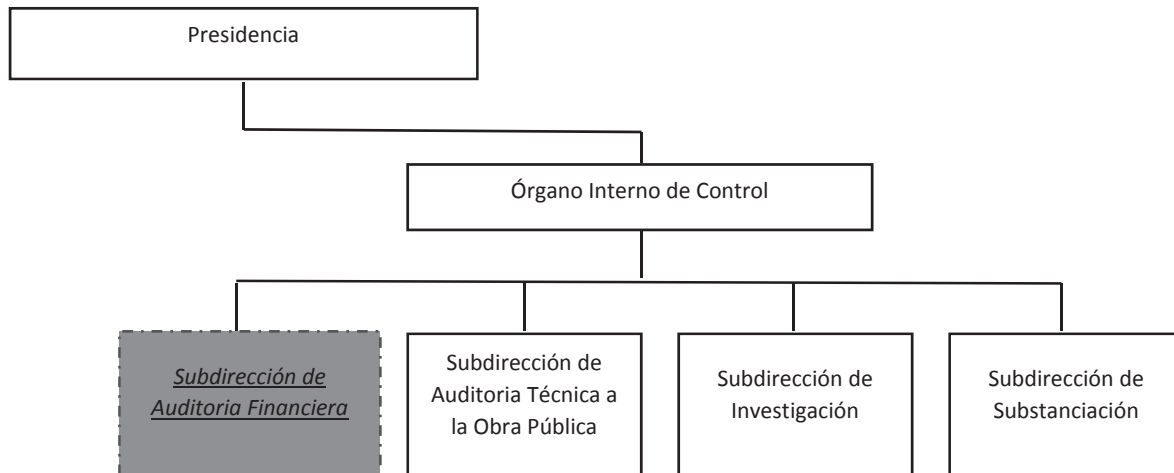 Presidencia
Órgano Interno de Control
Subdirección de
Auditoria Financiera
Subdirección de
Auditoria Técnica a
la Obra Pública
Subdirección de
Investigación
Subdirección de
Substanciación